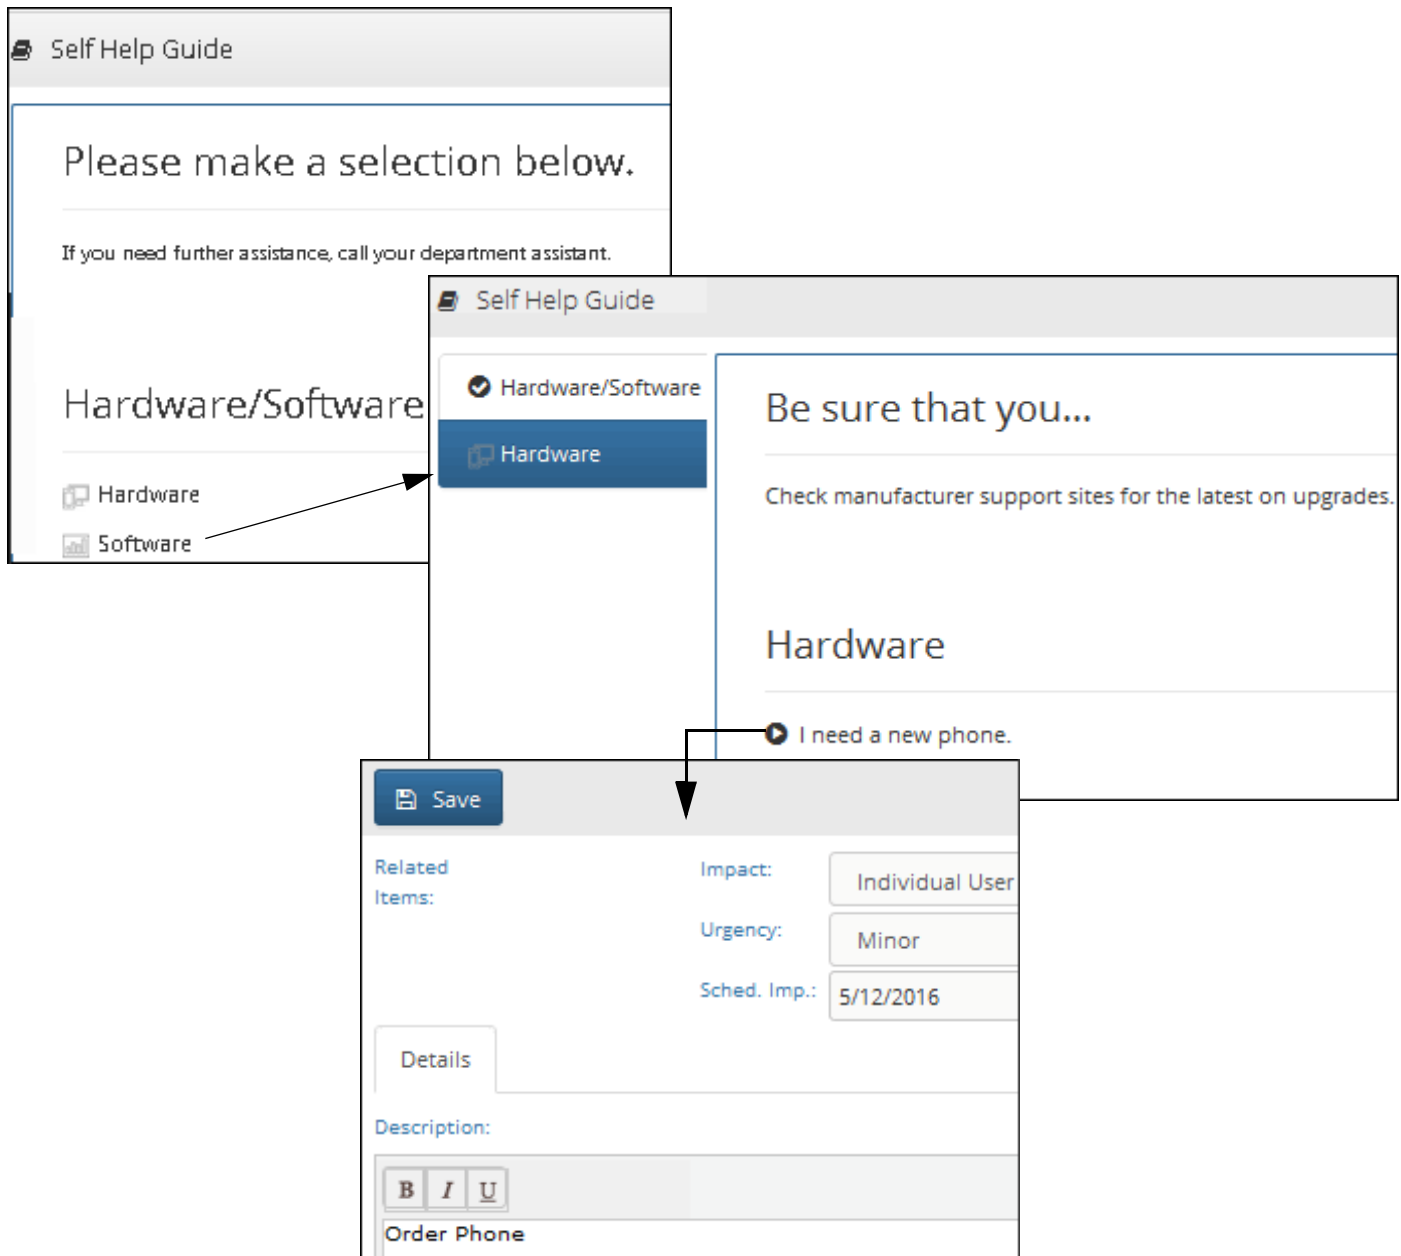 Self Help Guide
Please make a selection below.
If you need further assistance, call your department assistant.
Hardware/Software
Hardware
Software
Self Help Guide
Hardware/Software
Hardware
Be sure that you...
Check manufacturer support sites for the latest on upgrades.
Hardware
I need a new phone.
Save
Related
Items:
Impact:
Individual User
Urgency:
Minor
Sched. Imp.:
5/12/2016
Details
Description:
B I U
Order Phone